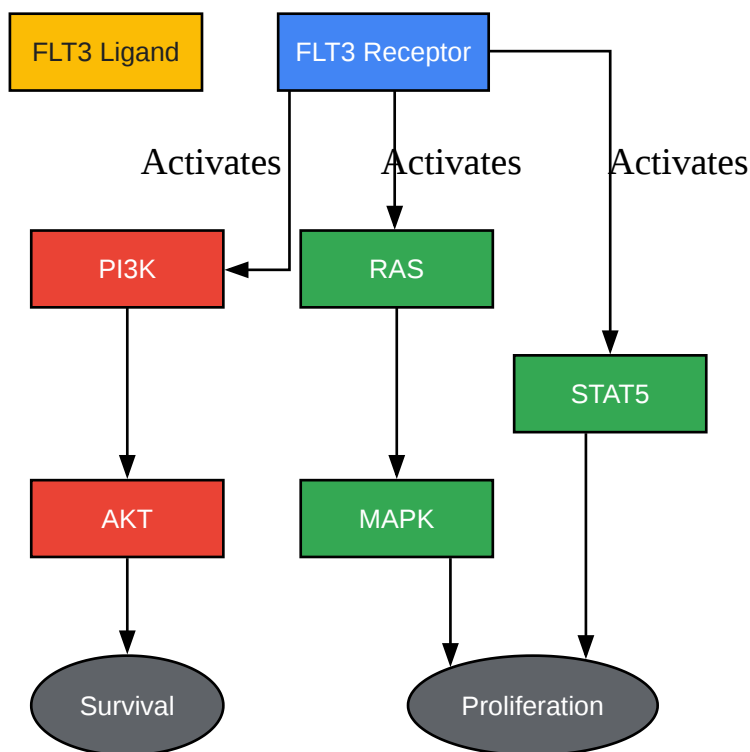 FLT3 Ligand
FLT3 Receptor
Activates
Activates
Activates
PI3K
RAS
STAT5
AKT
MAPK
Survival
Proliferation